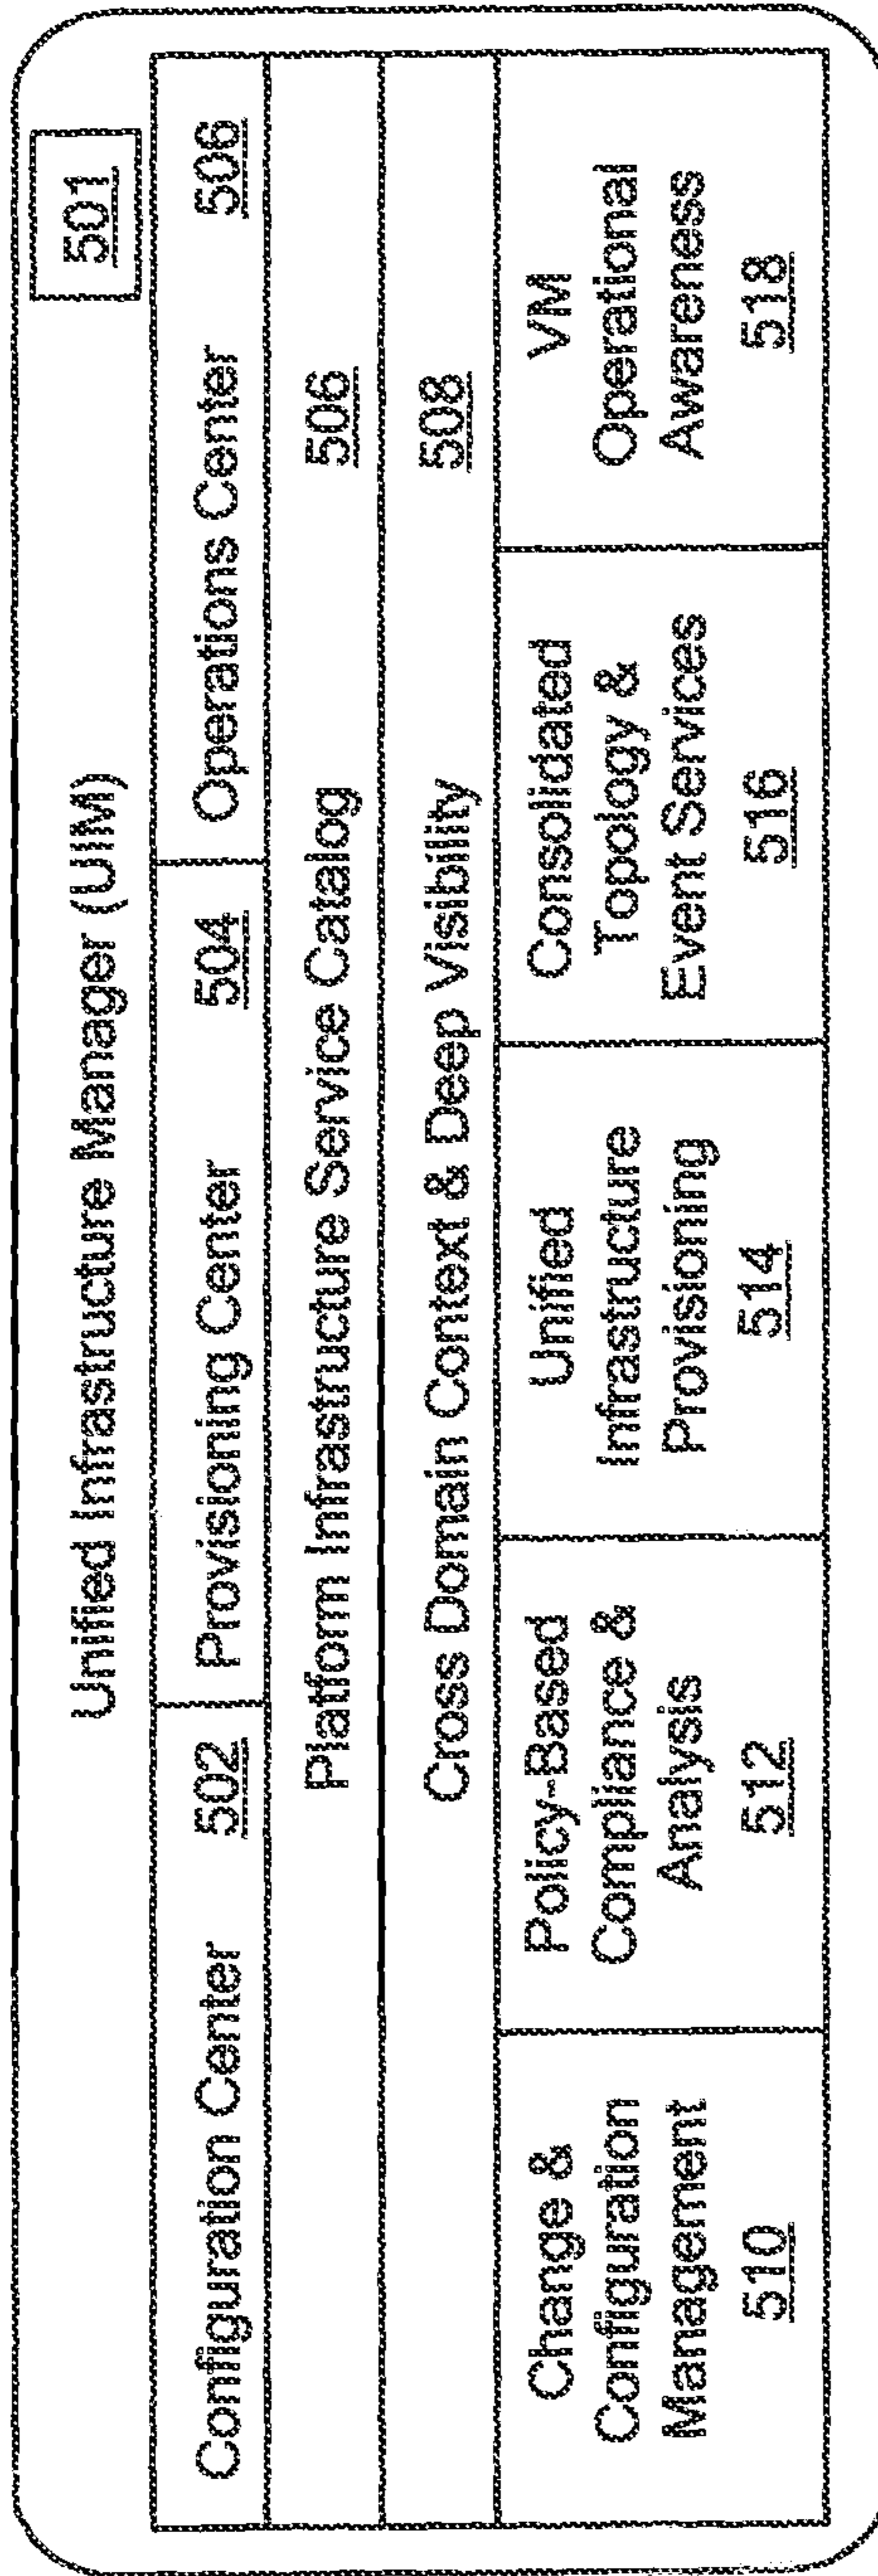 Unified Infrastructure Manager (UIM)
501
Configuration Center 502
Provisioning Center 504
Operations Center 506
Platform Infrastructure Service Catalog 506
Cross Domain Context & Deep Visibility 508
Change &
Configuration
Management
510
Policy-Based
Compliance &
Analysis
512
Unified
Infrastructure
Provisioning
514
Consolidated
Topology &
Event Services
516
VM
Operational
Awareness
518